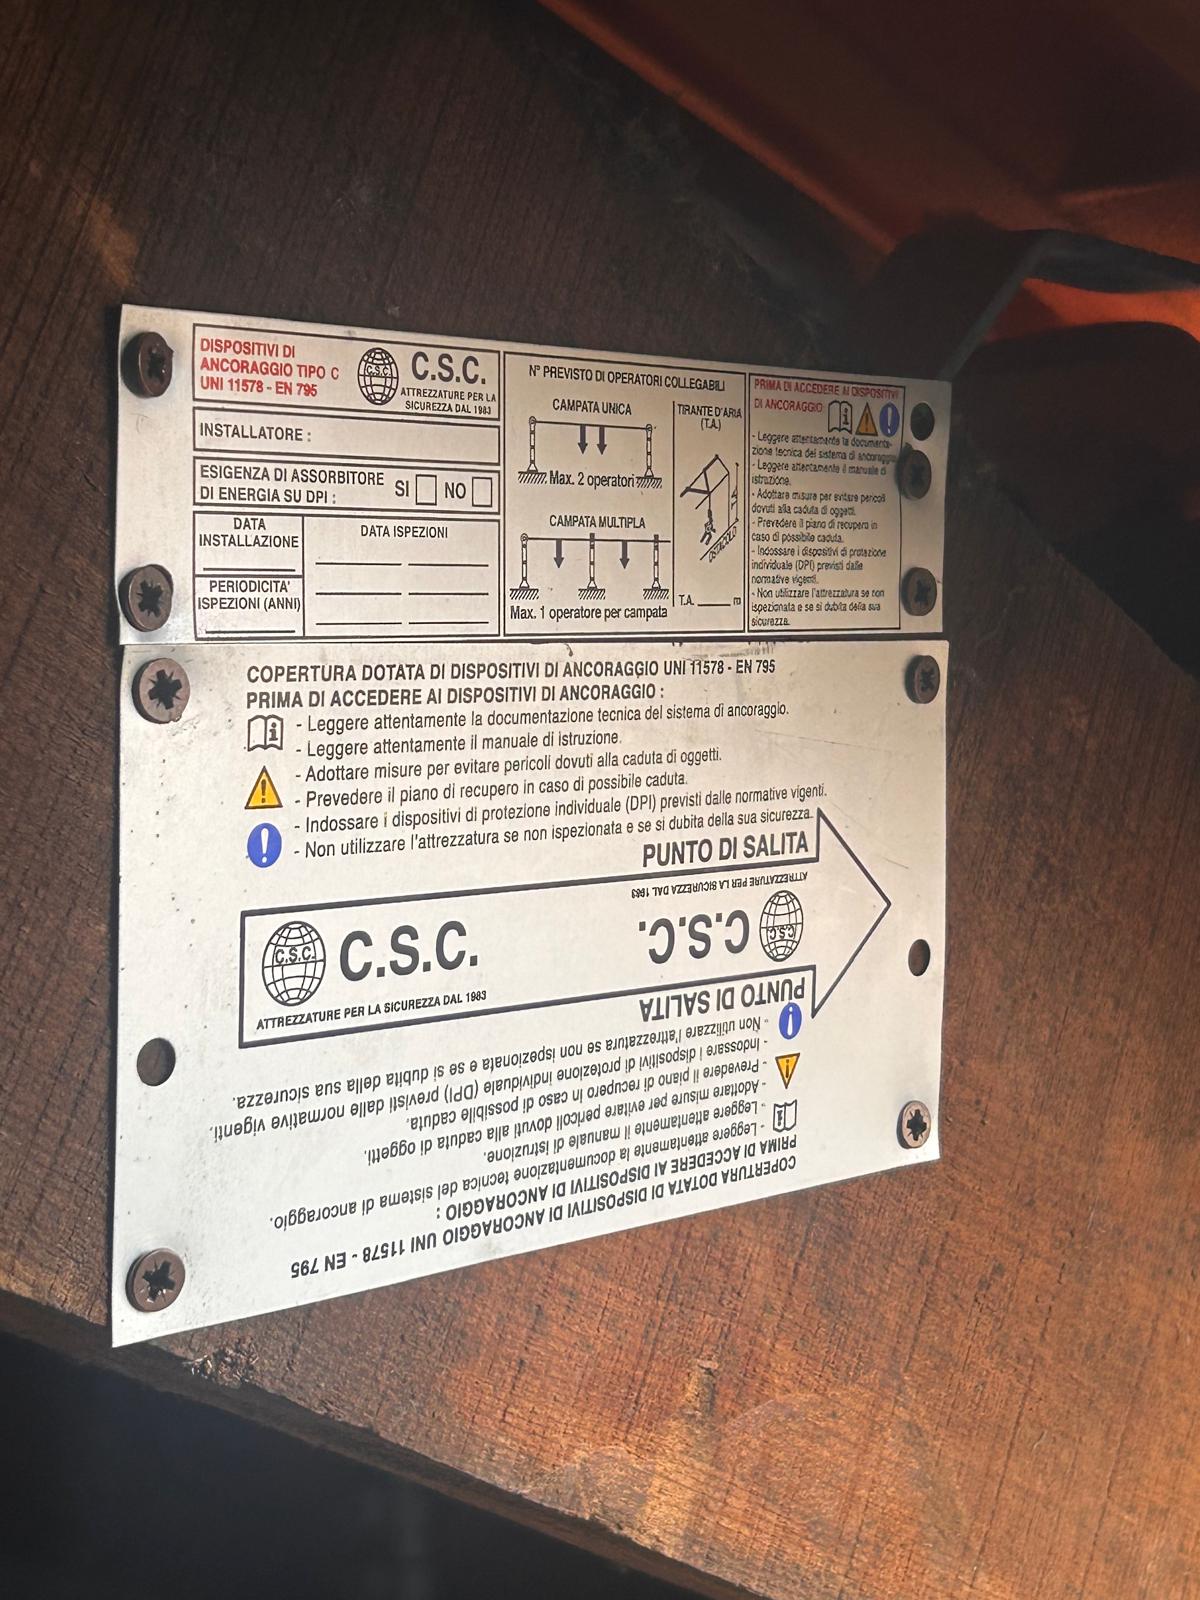 DISPOSITIVI DI
ANCORAGGIO TIPO C
UNI 11578 - EN 795
C.S.C.
C.S.C.
ATTREZZATURE PER LA
SICUREZZA DAL 1983
INSTALLATORE :
ESIGENZA DI ASSORBITORE
DI ENERGIA SU DPI :
SI NO
DATA
INSTALLAZIONE
PERIODICITA'
ISPEZIONI (ANNI)
DATA ISPEZIONI
N° PREVISTO DI OPERATORI COLLEGABILI
CAMPATA UNICA
Max. 2 operatori
CAMPATA MULTIPLA
Max. 1 operatore per campata
TIRANTE D'ARIA
(T.A.)
T.A.
OSTACOLO
T.A. m
PRIMA DI ACCEDERE AI DISPOSITIVI
DI ANCORAGGIO:
- Leggere attentamente la documenta-
zione tecnica del sistema di ancoraggio
- Leggere attentamente il manuale di
istruzione.
- Adottare misure per evitare pericoli
dovuti alla caduta di oggetti.
- Prevedere il piano di recupero in
caso di possibile caduta.
- Indossare i dispositivi di protezione
individuale (DPI) previsti dalle
normative vigenti.
- Non utilizzare l'attrezzatura se non
ispezionata e se si dubita della sua
sicurezza.
COPERTURA DOTATA DI DISPOSITIVI DI ANCORAGGIO UNI 11578 - EN 795
PRIMA DI ACCEDERE AI DISPOSITIVI DI ANCORAGGIO :
- Leggere attentamente la documentazione tecnica del sistema di ancoraggio.
- Leggere attentamente il manuale di istruzione.
- Adottare misure per evitare pericoli dovuti alla caduta di oggetti.
- Prevedere il piano di recupero in caso di possibile caduta.
- Indossare i dispositivi di protezione individuale (DPI) previsti dalle normative vigenti.
- Non utilizzare l'attrezzatura se non ispezionata e se si dubita della sua sicurezza.
PUNTO DI SALITA
C.S.C.
C.S.C.
ATTREZZATURE PER LA SICUREZZA DAL 1983
C.S.C.
C.S.C.
ATTREZZATURE PER LA SICUREZZA DAL 1983
COPERTURA DOTATA DI DISPOSITIVI DI ANCORAGGIO UNI 11578 - EN 795
PRIMA DI ACCEDERE AI DISPOSITIVI DI ANCORAGGIO :
- Leggere attentamente la documentazione tecnica del sistema di ancoraggio.
- Leggere attentamente il manuale di istruzione.
- Adottare misure per evitare pericoli dovuti alla caduta di oggetti.
- Prevedere il piano di recupero in caso di possibile caduta.
- Indossare i dispositivi di protezione individuale (DPI) previsti dalle normative vigenti.
- Non utilizzare l'attrezzatura se non ispezionata e se si dubita della sua sicurezza.
PUNTO DI SALITA